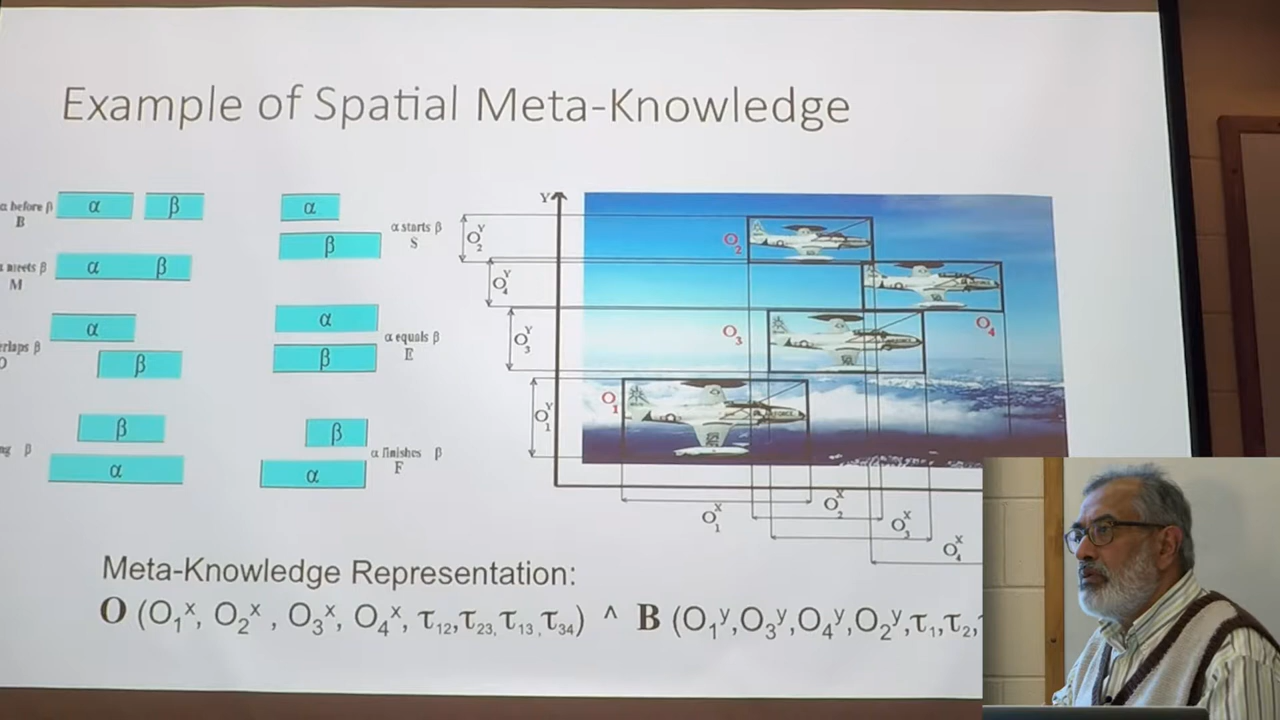 Example of Spatial Meta-Knowledge
α before β
B
α β
α
α starts β
S
β
meets β
M
α β
α
β
α equals β
E
α
β
β
α
β
α finishes β
F
α
Y
O₂ʸ
O₄ʸ
O₃ʸ
O₁ʸ
O₂
O₄
O₃
O₁
O₁ˣ
O₂ˣ
O₃ˣ
O₄ˣ
Meta-Knowledge Representation:
O (O₁ˣ, O₂ˣ , O₃ˣ, O₄ˣ, τ₁₂,τ₂₃, τ₁₃ ,τ₃₄) ^ B (O₁ʸ,O₃ʸ,O₄ʸ,O₂ʸ,τ₁,τ₂,